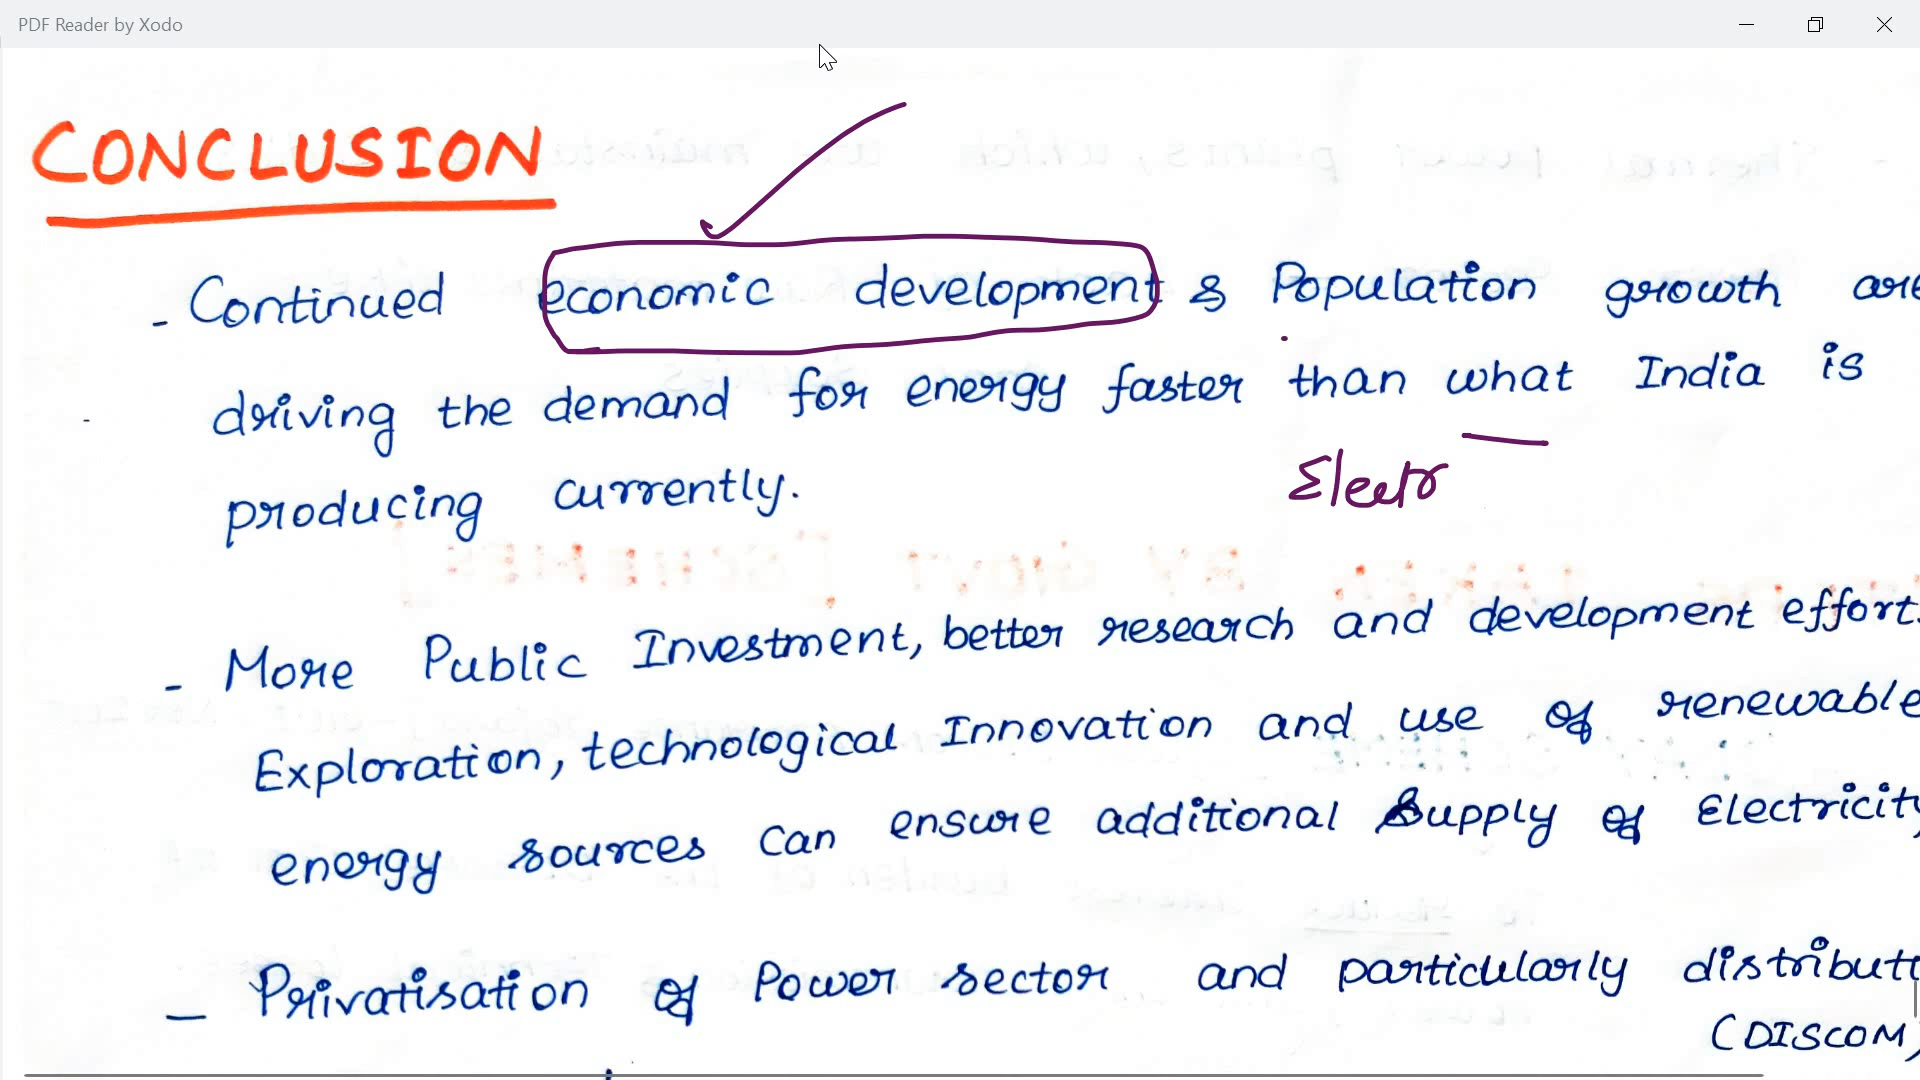 PDF Reader by Xodo
CONCLUSION
- Continued economic development & Population growth are
driving the demand for energy faster than what India is
producing currently.
Electr
- More Public Investment, better research and development effort
Exploration, technological Innovation and use of renewable
energy sources can ensure additional Supply of Electricity
- Privatisation of Power sector and particularly distributi
(DISCOM)